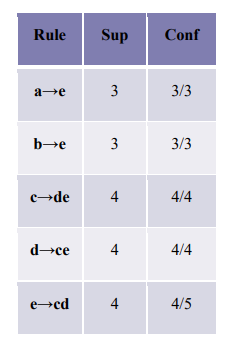 Rule Sup Conf
a→e 3 3/3
b→e 3 3/3
c→de 4 4/4
d→ce 4 4/4
e→cd 4 4/5